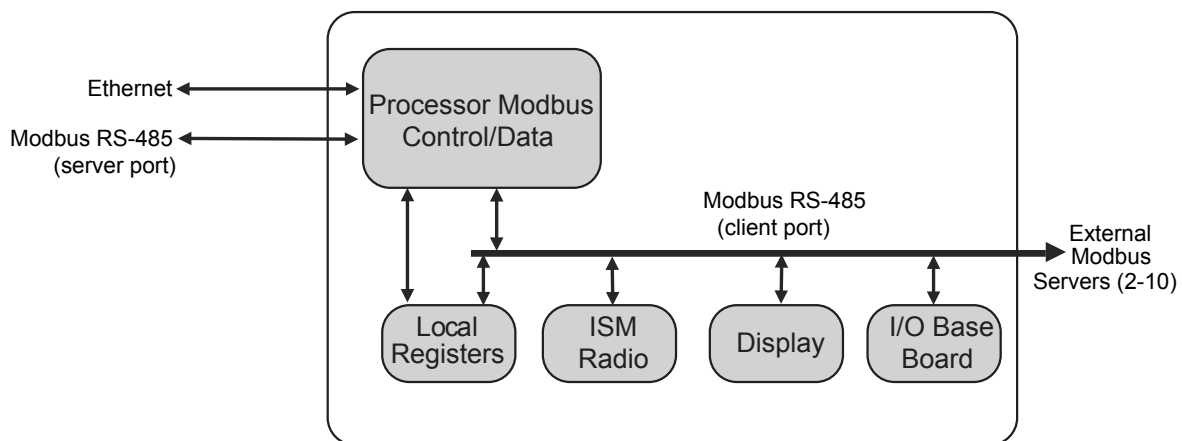 Ethernet
Modbus RS-485
(server port)
Processor Modbus
Control/Data
Modbus RS-485
(client port)
External
Modbus
Servers (2-10)
Local
Registers
ISM
Radio
Display
I/O Base
Board